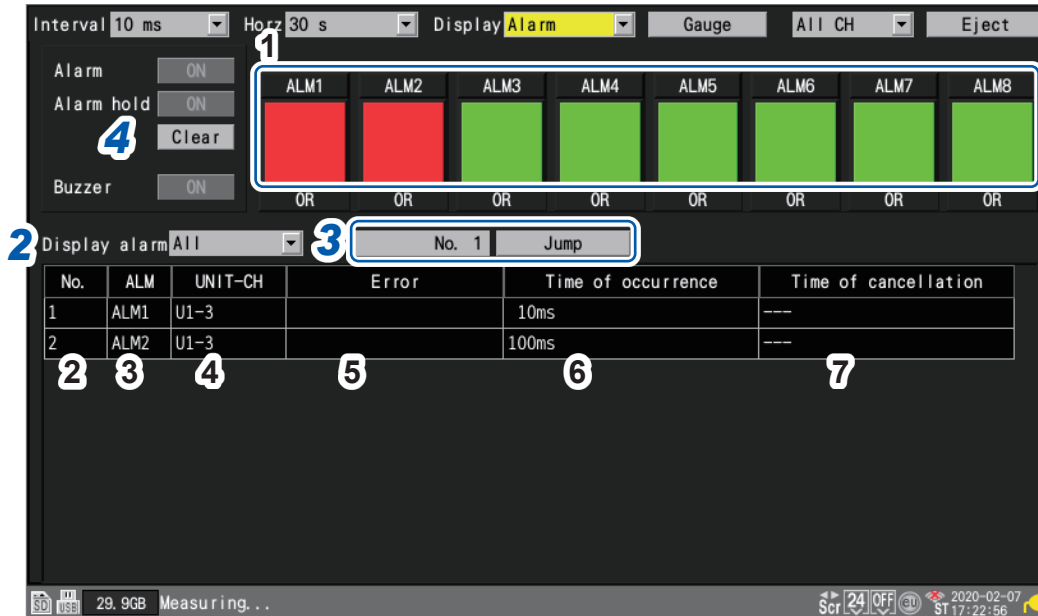 Interval 10 ms Horz 30 s Display Alarm Gauge All CH Eject
1
Alarm ON
Alarm hold ON
4 Clear
Buzzer ON
ALM1 ALM2 ALM3 ALM4 ALM5 ALM6 ALM7 ALM8
OR OR OR OR OR OR OR OR
2 Display alarm All 3 No. 1 Jump
No. ALM UNIT-CH Error Time of occurrence Time of cancellation
1 ALM1 U1-3 10ms ---
2 ALM2 U1-3 100ms ---
2 3 4 5 6 7
SD USB 29.9GB Measuring... Scr 24 OFF eu ST 2020-02-07
17:22:56